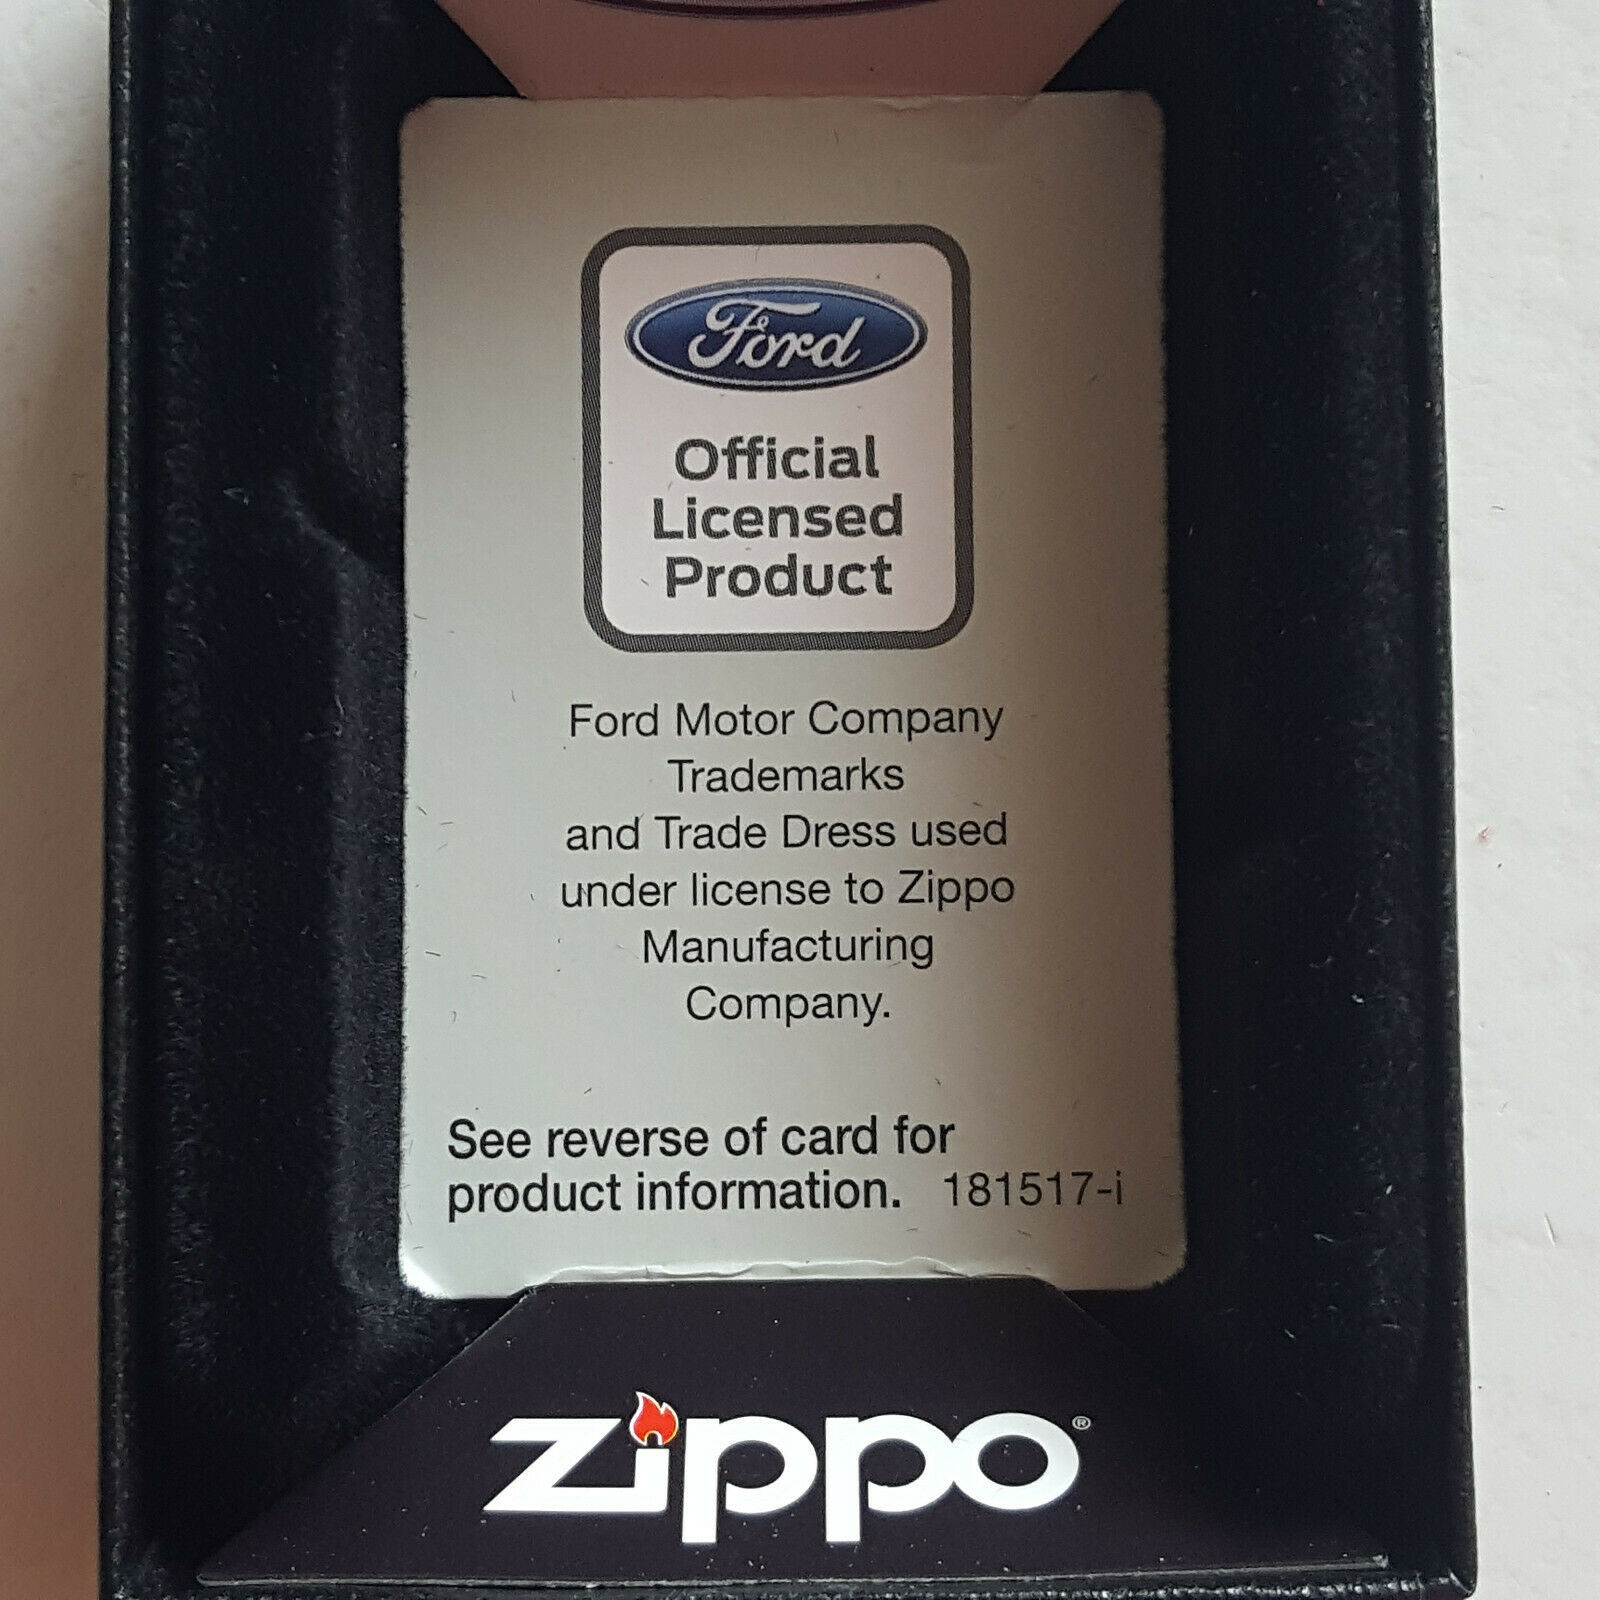 Ford
Official
Licensed
Product
Ford Motor Company
Trademarks
and Trade Dress used
under license to Zippo
Manufacturing
Company.
See reverse of card for
product information. 181517-i
zippo®